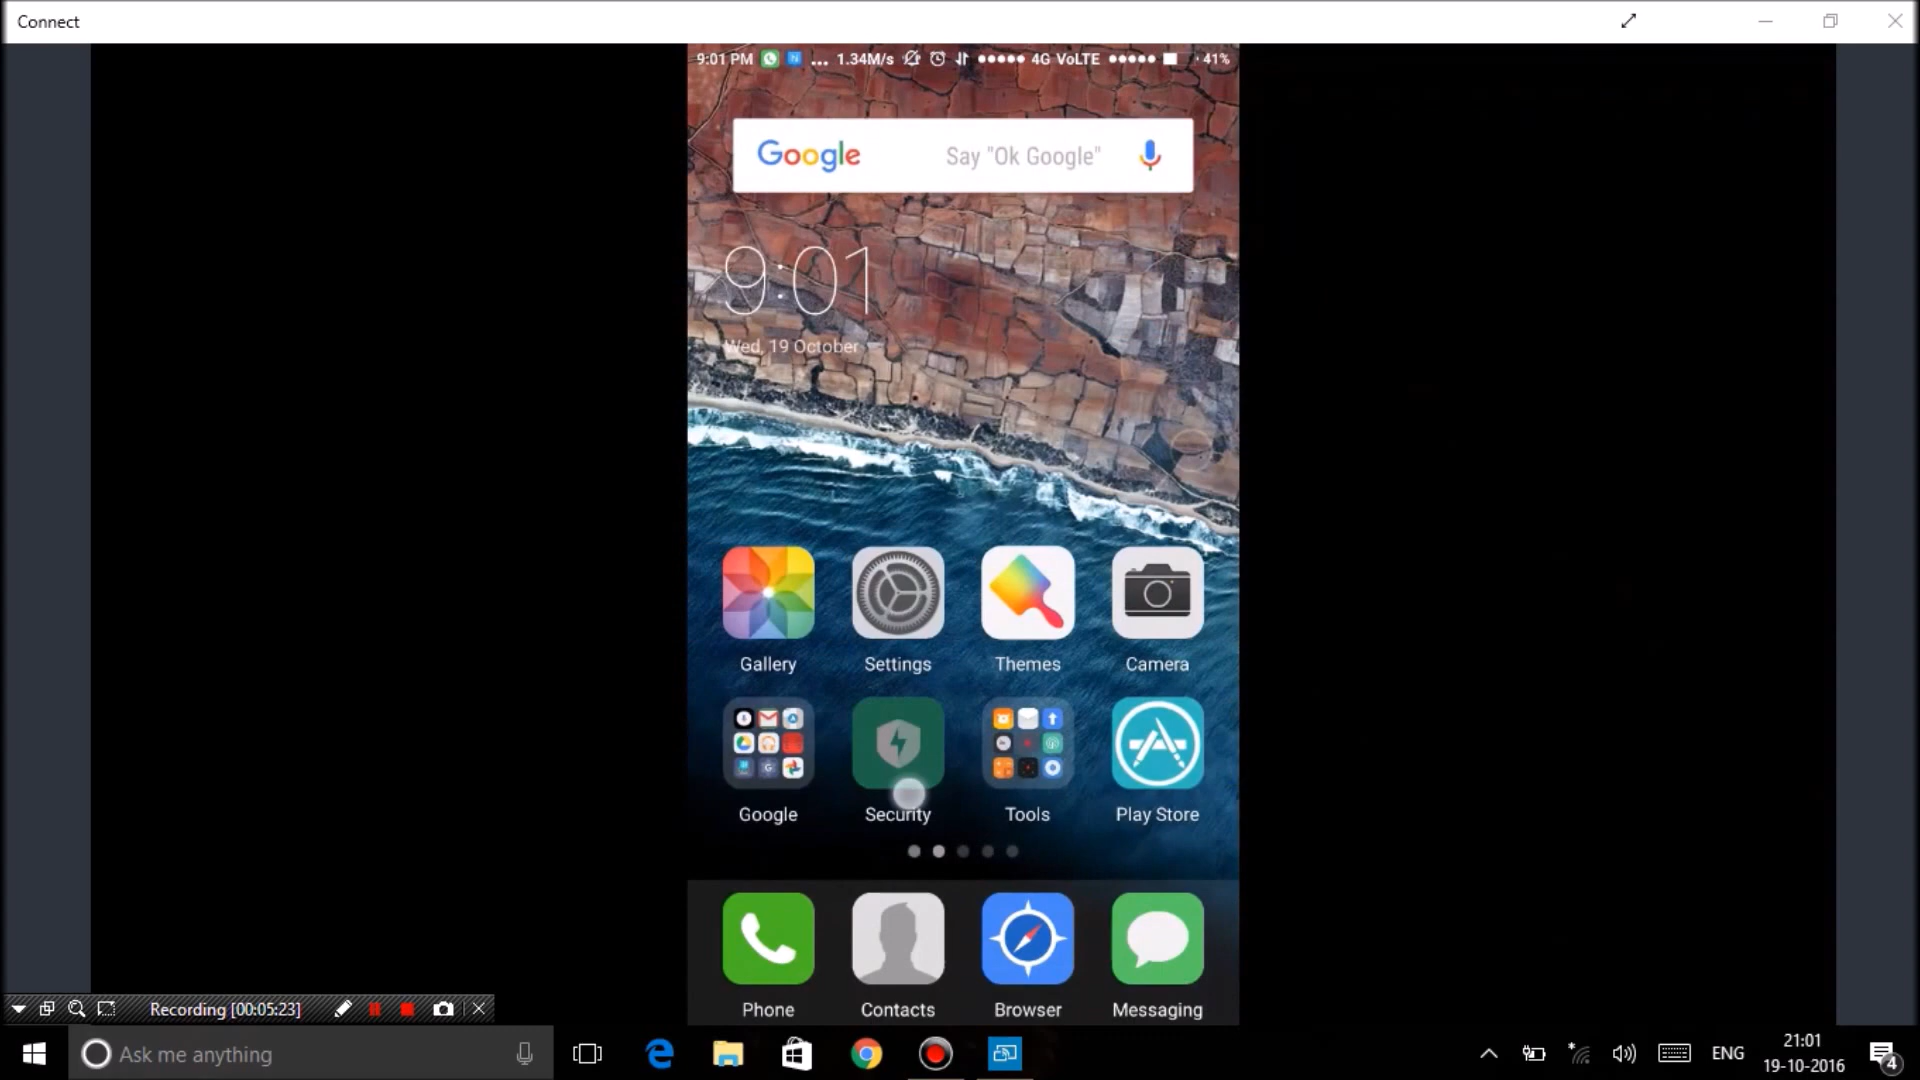 Connect
9:01 PM ... 1.34M/s 4G VoLTE 41%
Google Say "Ok Google"
9:01
Wed, 19 October
Gallery Settings Themes Camera
Google Security Tools Play Store
Phone Contacts Browser Messaging
Recording [00:05:23]
Ask me anything
ENG
21:01
19-10-2016
4